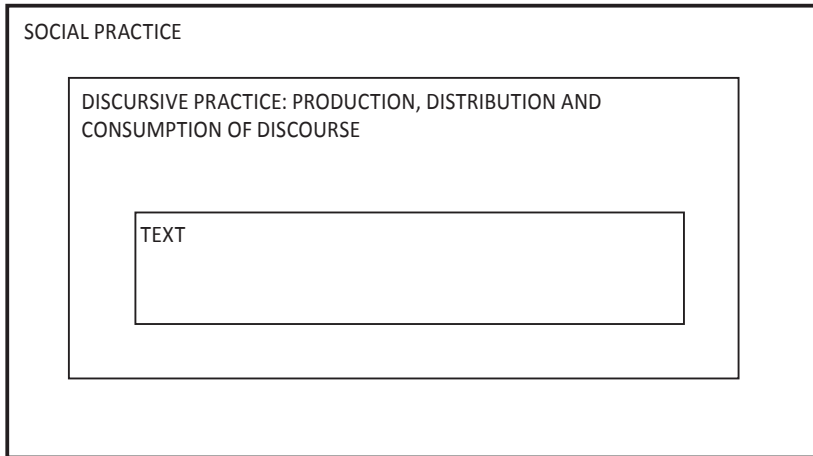 SOCIAL PRACTICE
DISCURSIVE PRACTICE: PRODUCTION, DISTRIBUTION AND
CONSUMPTION OF DISCOURSE
TEXT